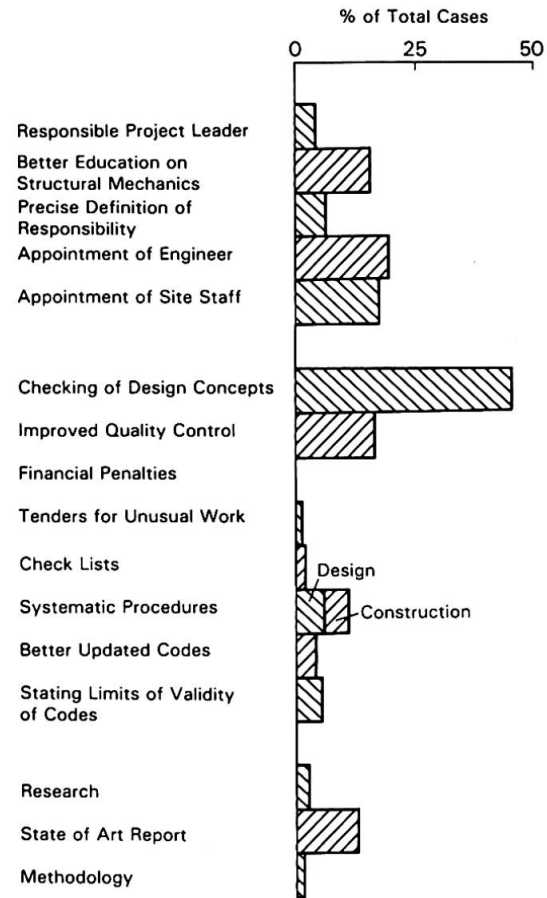 % of Total Cases
0 25 50
Responsible Project Leader
Better Education on
Structural Mechanics
Precise Definition of
Responsibility
Appointment of Engineer
Appointment of Site Staff
Checking of Design Concepts
Improved Quality Control
Financial Penalties
Tenders for Unusual Work
Check Lists
Design
Systematic Procedures
Construction
Better Updated Codes
Stating Limits of Validity
of Codes
Research
State of Art Report
Methodology